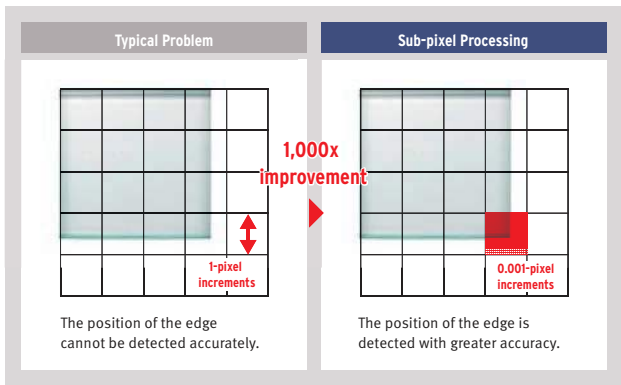 Typical Problem
Sub-pixel Processing
1,000x
improvement
1-pixel
increments
0.001-pixel
increments
The position of the edge
cannot be detected accurately.
The position of the edge is
detected with greater accuracy.